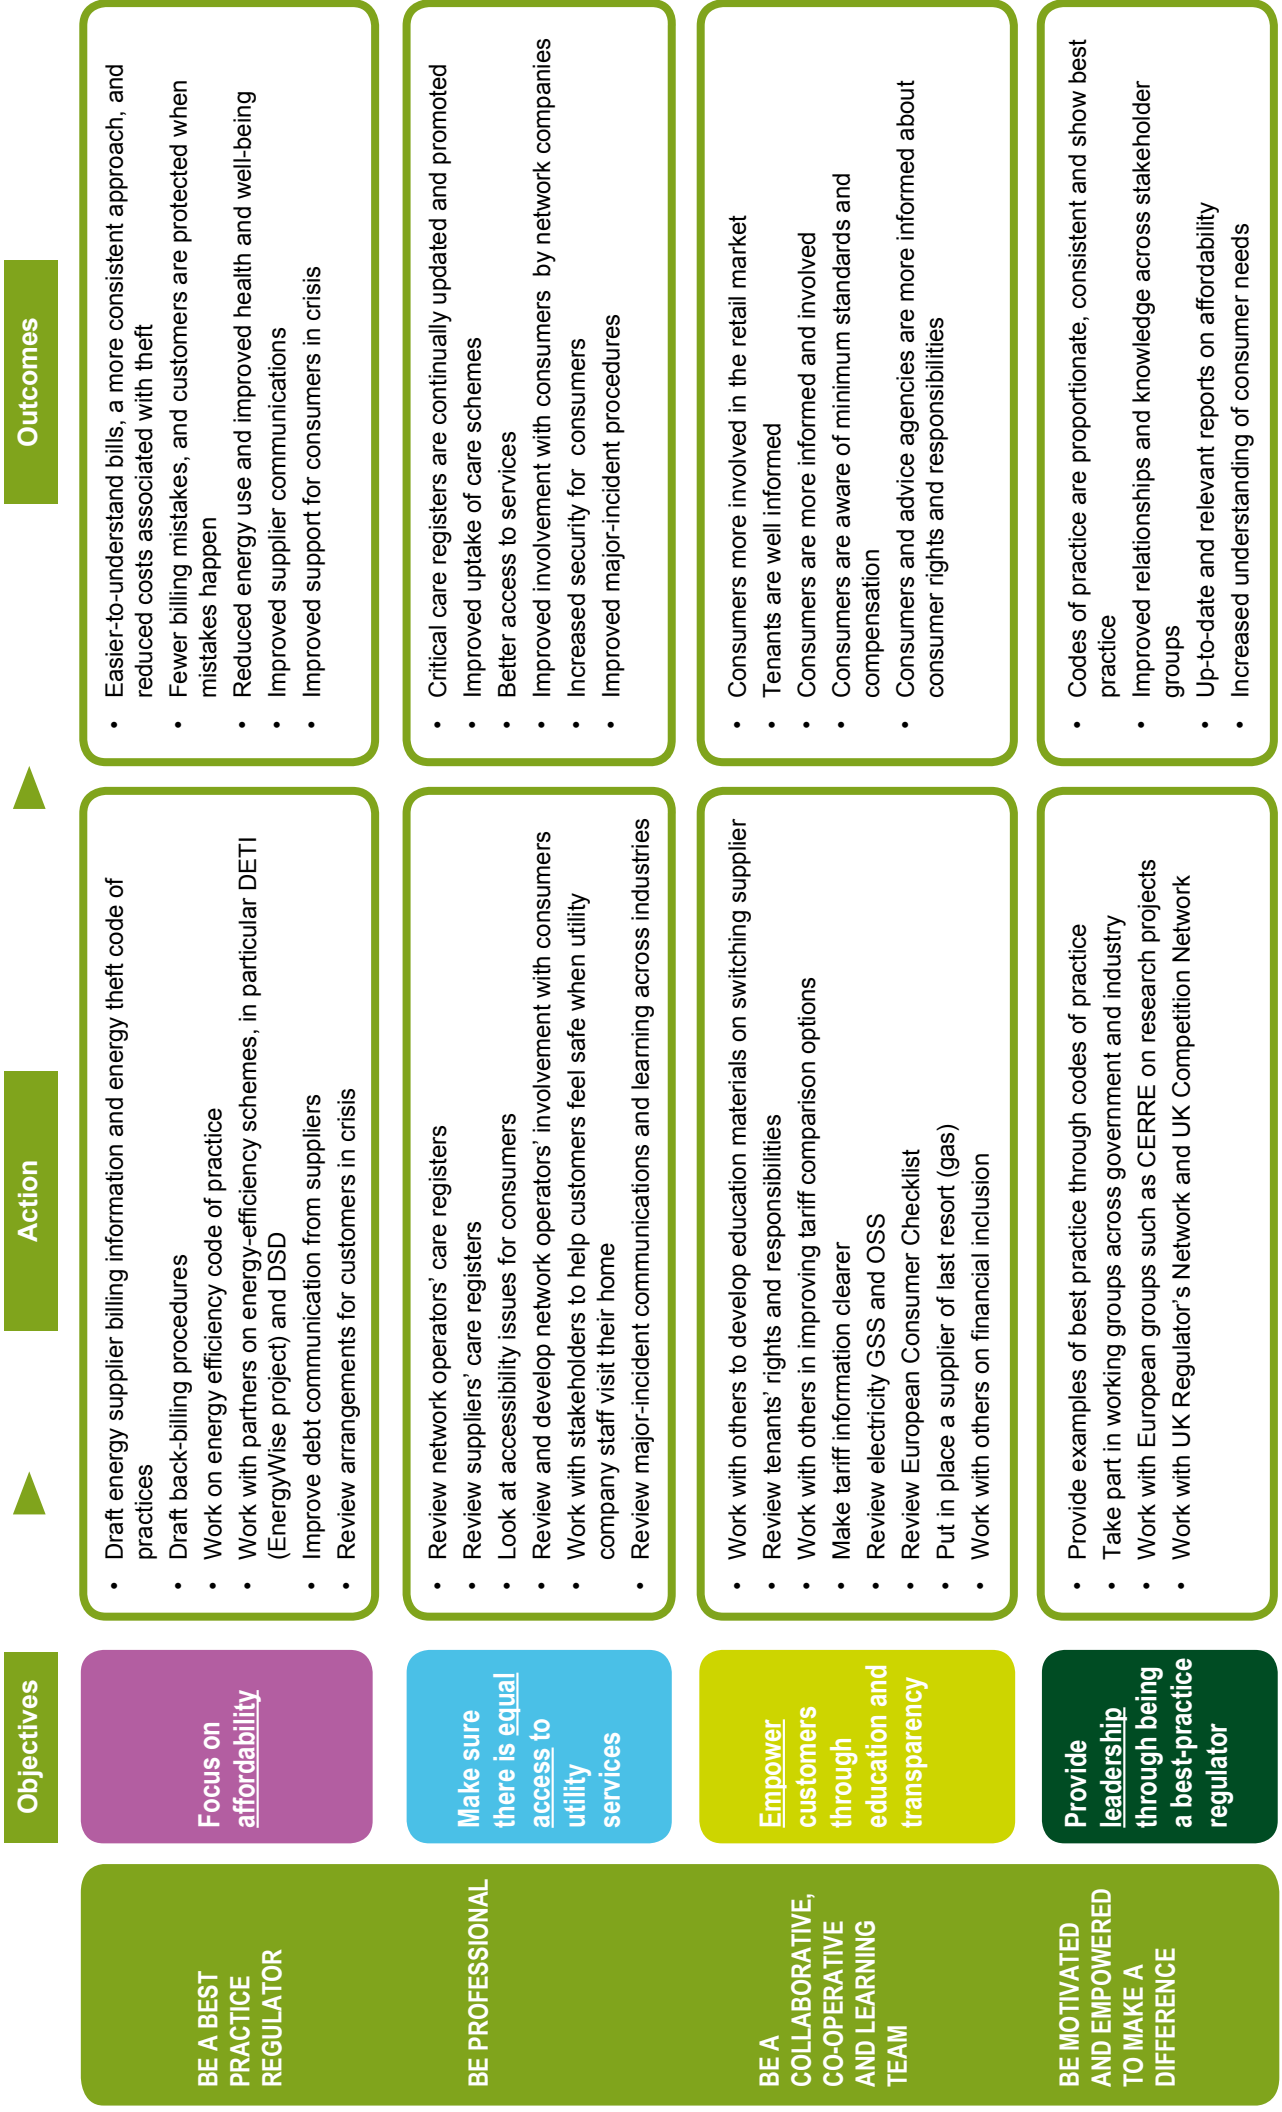 Objectives
Action
Outcomes
BE A BEST
PRACTICE
REGULATOR
BE PROFESSIONAL
BE A
COLLABORATIVE,
CO-OPERATIVE
AND LEARNING
TEAM
BE MOTIVATED
AND EMPOWERED
TO MAKE A
DIFFERENCE
Focus on
affordability
• Draft energy supplier billing information and energy theft code of
practices
• Draft back-billing procedures
• Work on energy efficiency code of practice
• Work with partners on energy-efficiency schemes, in particular DETI
(EnergyWise project) and DSD
• Improve debt communication from suppliers
• Review arrangements for customers in crisis
• Easier-to-understand bills, a more consistent approach, and
reduced costs associated with theft
• Fewer billing mistakes, and customers are protected when
mistakes happen
• Reduced energy use and improved health and well-being
• Improved supplier communications
• Improved support for consumers in crisis
Make sure
there is equal
access to
utility
services
• Review network operators' care registers
• Review suppliers' care registers
• Look at accessibility issues for consumers
• Review and develop network operators' involvement with consumers
• Work with stakeholders to help customers feel safe when utility
company staff visit their home
• Review major-incident communications and learning across industries
• Critical care registers are continually updated and promoted
• Improved uptake of care schemes
• Better access to services
• Improved involvement with consumers by network companies
• Increased security for consumers
• Improved major-incident procedures
Empower
customers
through
education and
transparency
• Work with others to develop education materials on switching supplier
• Review tenants' rights and responsibilities
• Work with others in improving tariff comparison options
• Make tariff information clearer
• Review electricity GSS and OSS
• Review European Consumer Checklist
• Put in place a supplier of last resort (gas)
• Work with others on financial inclusion
• Consumers more involved in the retail market
• Tenants are well informed
• Consumers are more informed and involved
• Consumers are aware of minimum standards and
compensation
• Consumers and advice agencies are more informed about
consumer rights and responsibilities
Provide
leadership
through being
a best-practice
regulator
• Provide examples of best practice through codes of practice
• Take part in working groups across government and industry
• Work with European groups such as CERRE on research projects
• Work with UK Regulator's Network and UK Competition Network
• Codes of practice are proportionate, consistent and show best
practice
• Improved relationships and knowledge across stakeholder
groups
• Up-to-date and relevant reports on affordability
• Increased understanding of consumer needs